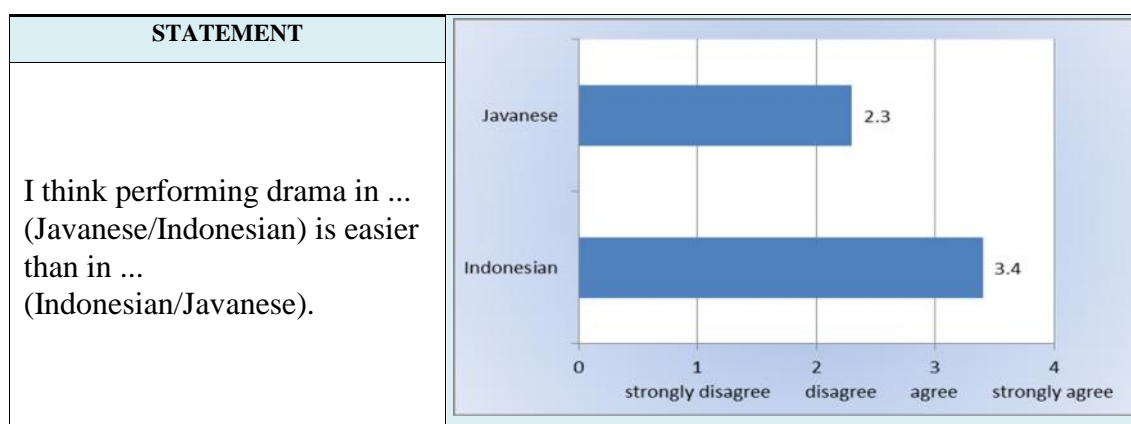 STATEMENT
I think performing drama in ...
(Javanese/Indonesian) is easier
than in ...
(Indonesian/Javanese).
Javanese
2.3
Indonesian
3.4
0 1 2 3 4
strongly disagree disagree agree strongly agree